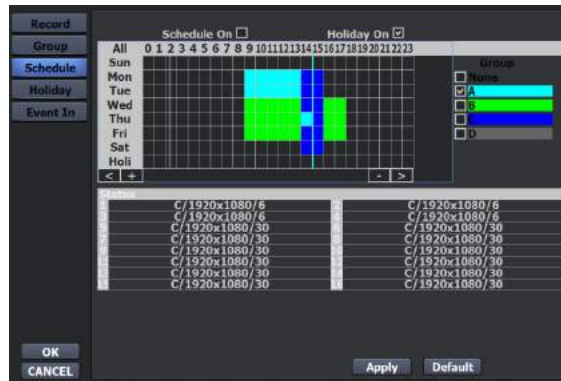 Record
Group
Schedule
Holiday
Event In
OK
CANCEL
Schedule On
Holiday On
All 0 1 2 3 4 5 6 7 8 9 10 11 12 13 14 15 16 17 18 19 20 21 22 23
Sun
Mon
Tue
Wed
Thu
Fri
Sat
Holi
< + - >
Group
None
A
B
C
D
Status
C/1920x1080/6 C/1920x1080/6
C/1920x1080/6 C/1920x1080/6
C/1920x1080/30 C/1920x1080/30
C/1920x1080/30 C/1920x1080/30
C/1920x1080/30 C/1920x1080/30
C/1920x1080/30 C/1920x1080/30
C/1920x1080/30 C/1920x1080/30
C/1920x1080/30 C/1920x1080/30
Apply Default